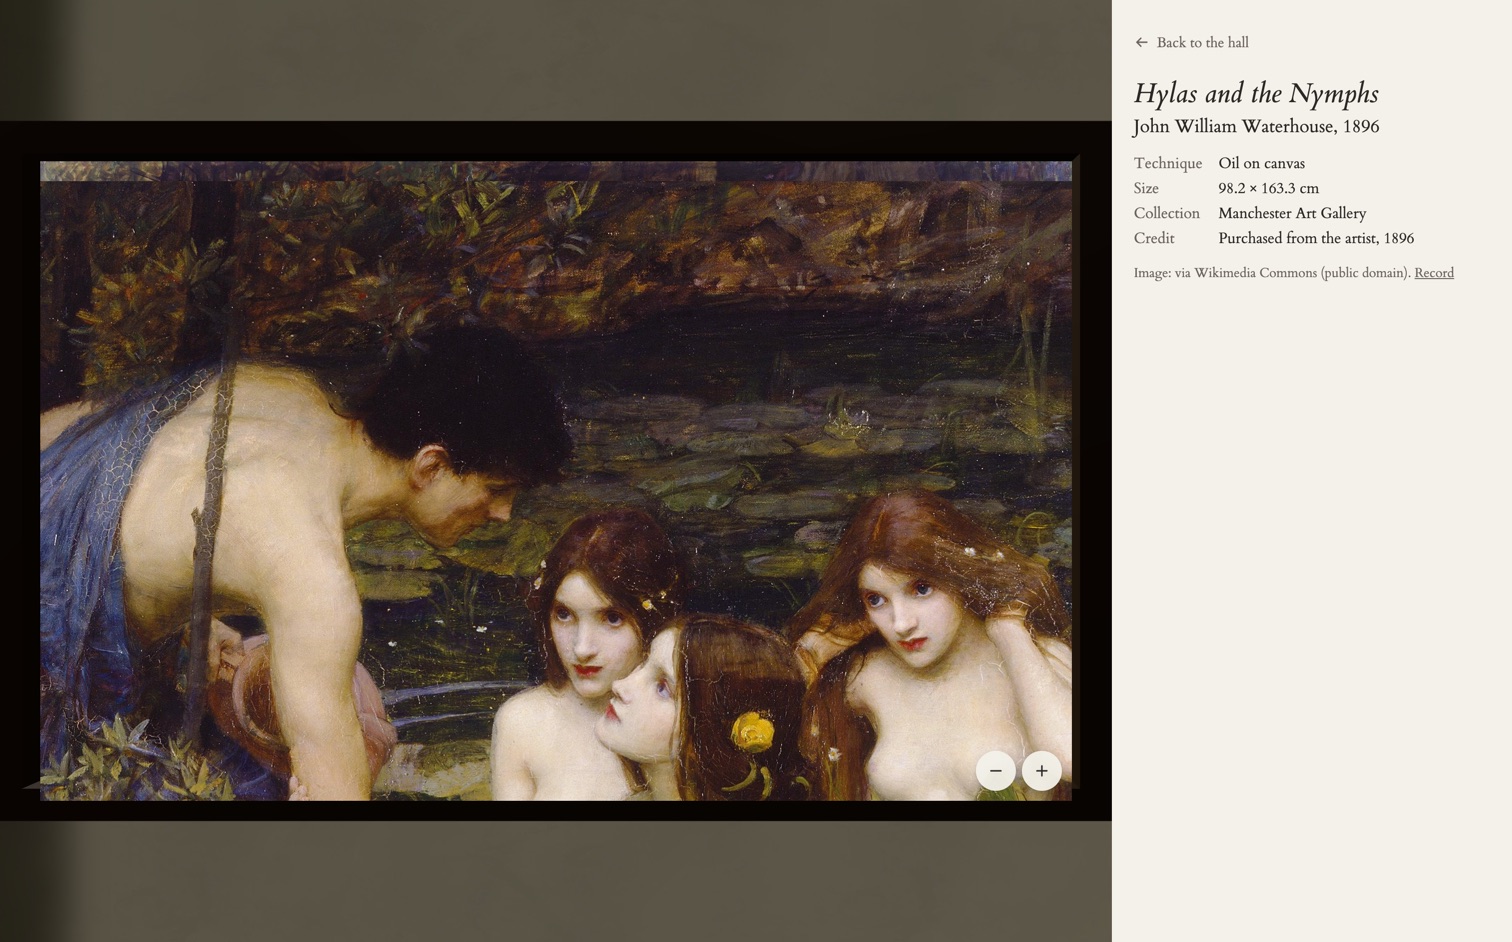 ← Back to the hall
Hylas and the Nymphs
John William Waterhouse, 1896
Technique Oil on canvas
Size 98.2 × 163.3 cm
Collection Manchester Art Gallery
Credit Purchased from the artist, 1896
Image: via Wikimedia Commons (public domain). Record
− +